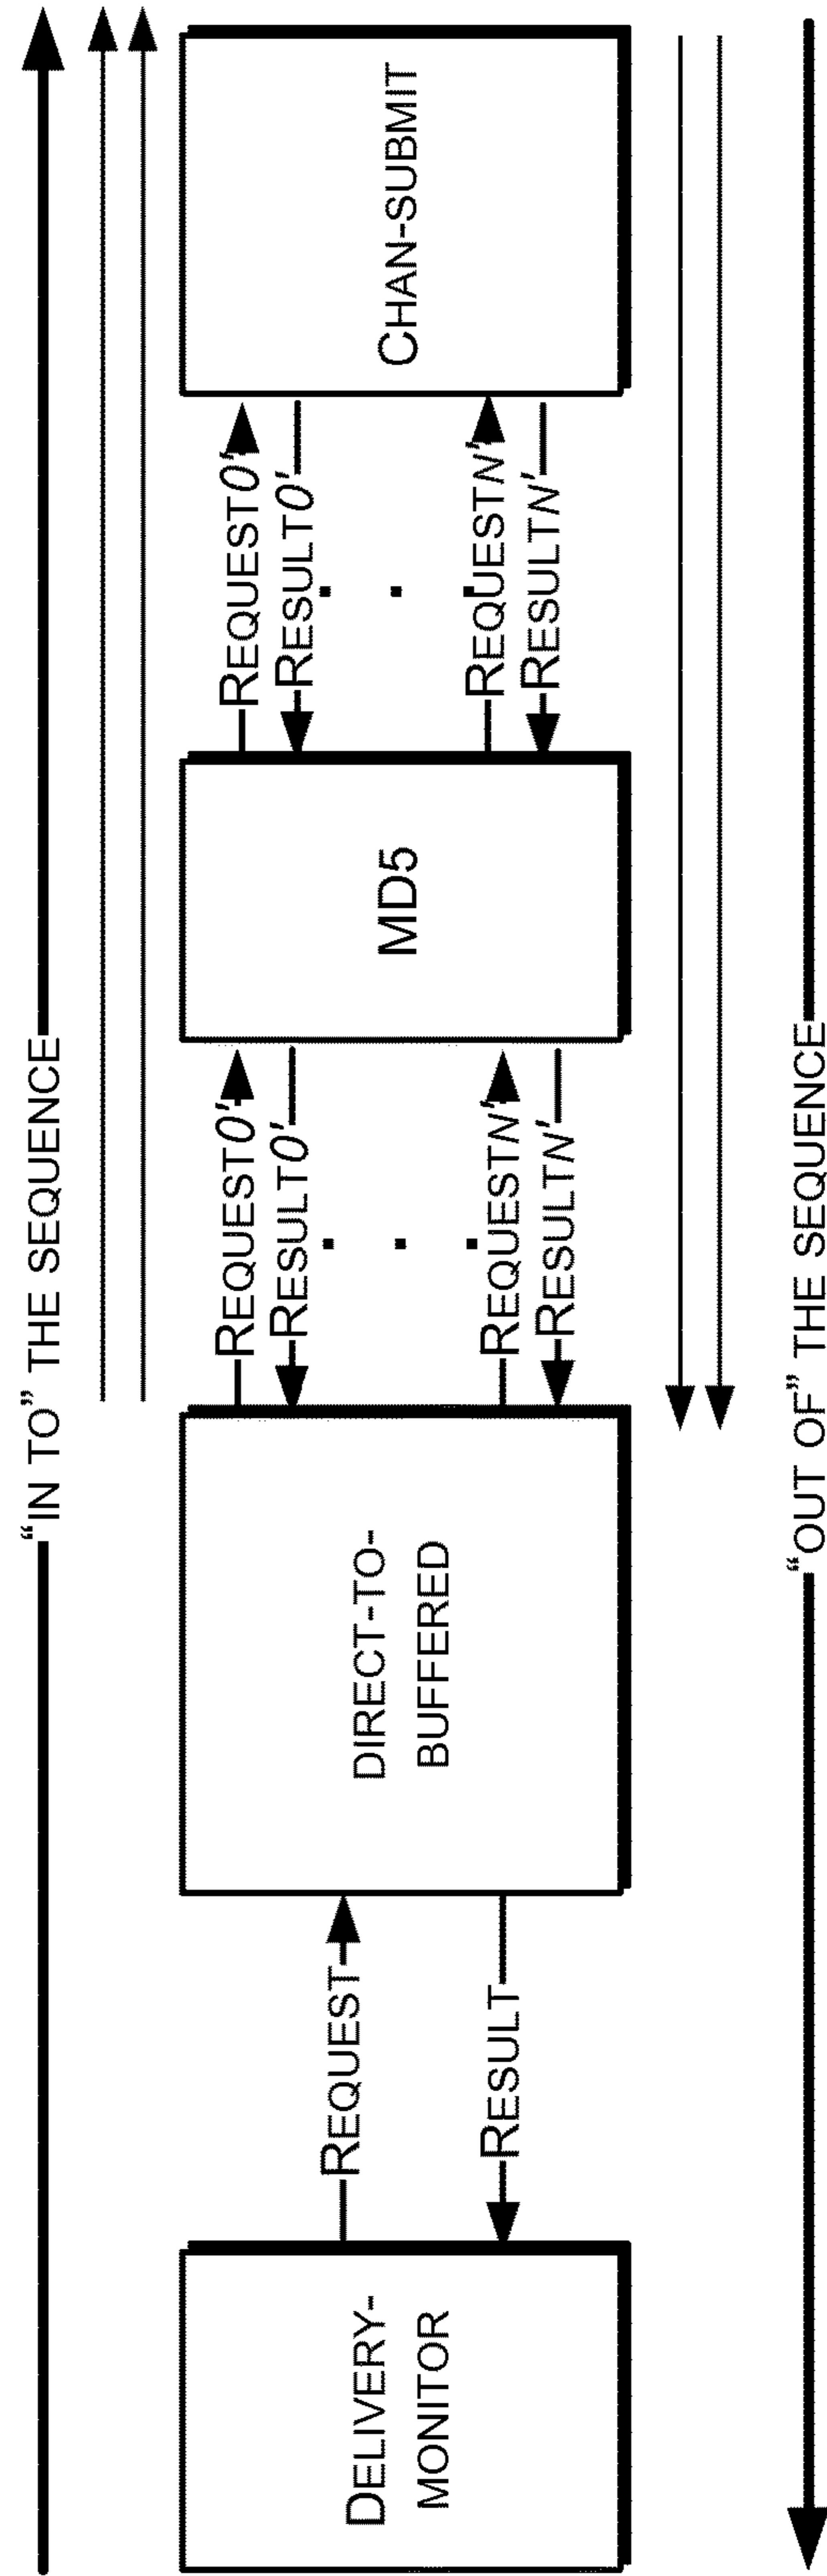 “IN TO” THE SEQUENCE
DELIVERY-
MONITOR
REQUEST
RESULT
DIRECT-TO-
BUFFERED
REQUEST0'
RESULT0'
. . .
REQUESTN'
RESULTN'
MD5
REQUEST0'
RESULT0'
. . .
REQUESTN'
RESULTN'
CHAN-SUBMIT
“OUT OF” THE SEQUENCE